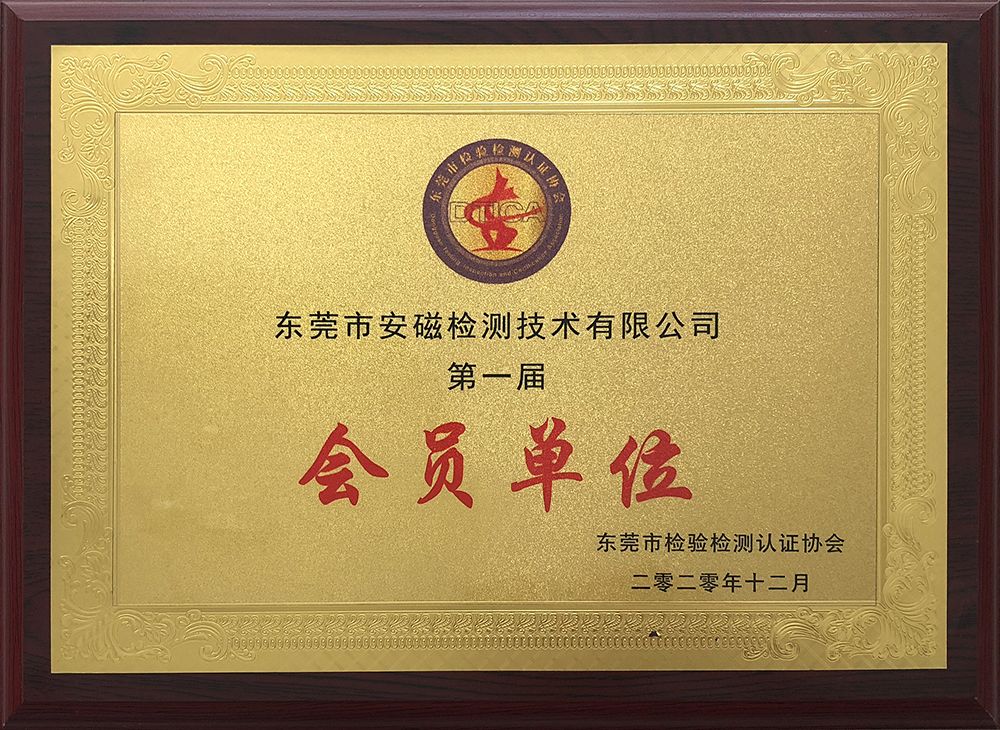 东莞市检验检测认证协会
东莞市安磁检测技术有限公司
第一届
会员单位
东莞市检验检测认证协会
二零二零年十二月